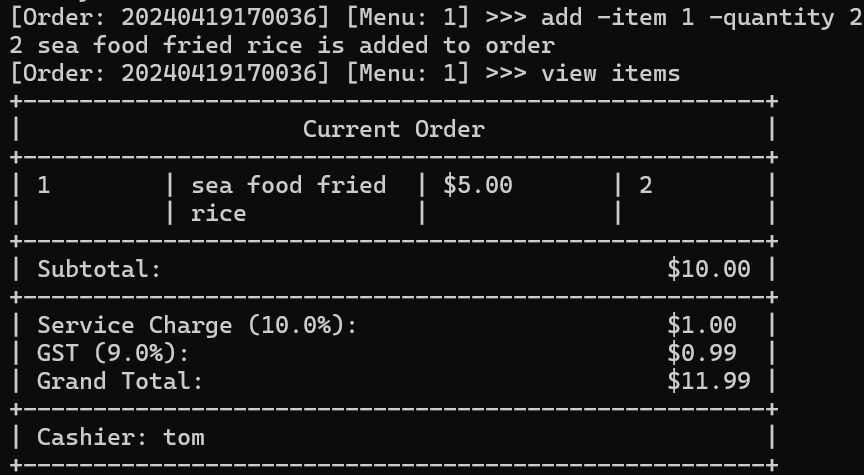 [Order: 20240419170036] [Menu: 1] >>> add -item 1 -quantity 2
2 sea food fried rice is added to order
[Order: 20240419170036] [Menu: 1] >>> view items
+-----------------------------------------------------+
|                    Current Order                    |
+-----------------------------------------------------+
| 1        | sea food fried  | $5.00       | 2        |
|          | rice            |             |          |
+-----------------------------------------------------+
| Subtotal:                                    $10.00 |
+-----------------------------------------------------+
| Service Charge (10.0%):                      $1.00  |
| GST (9.0%):                                  $0.99  |
| Grand Total:                                 $11.99 |
+-----------------------------------------------------+
| Cashier: tom                                        |
+-----------------------------------------------------+